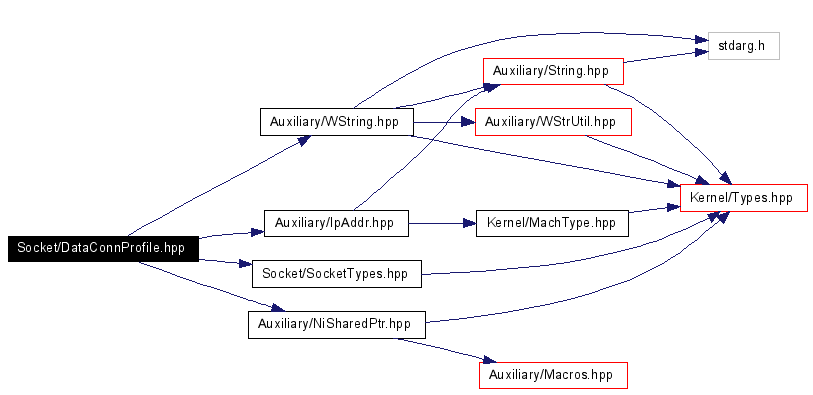 stdarg.h
Auxiliary/String.hpp
Auxiliary/WString.hpp
Auxiliary/WStrUtil.hpp
Kernel/Types.hpp
Auxiliary/IpAddr.hpp
Kernel/MachType.hpp
Socket/DataConnProfile.hpp
Socket/SocketTypes.hpp
Auxiliary/NiSharedPtr.hpp
Auxiliary/Macros.hpp